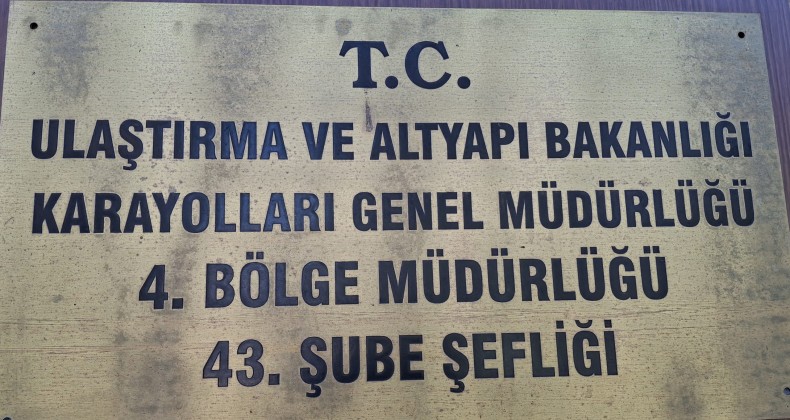 T.C.
ULAŞTIRMA VE ALTYAPI BAKANLIĞI
KARAYOLLARI GENEL MÜDÜRLÜĞÜ
4. BÖLGE MÜDÜRLÜĞÜ
43. ŞUBE ŞEFLİĞİ